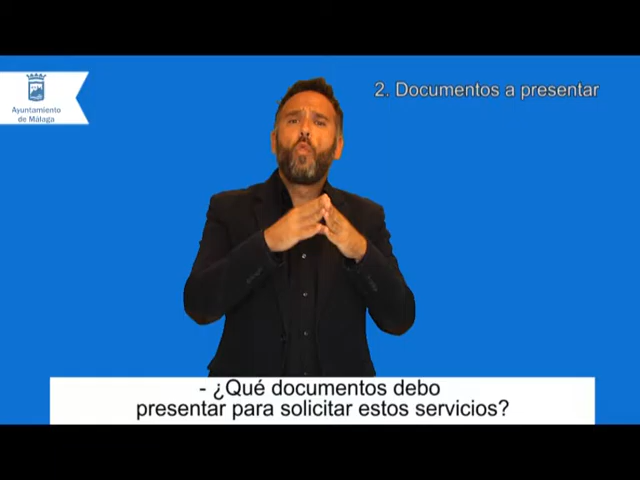 Ayuntamiento
de Málaga
2. Documentos a presentar
- ¿Qué documentos debo
presentar para solicitar estos servicios?